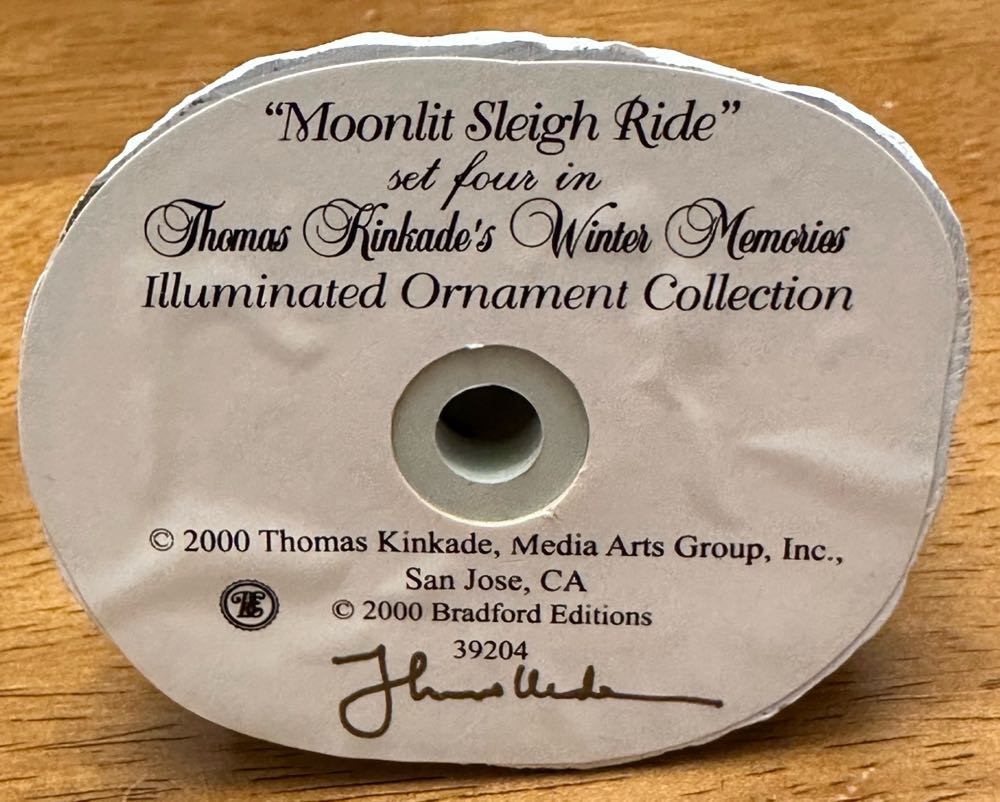 “Moonlit Sleigh Ride”
set four in
Thomas Kinkade's Winter Memories
Illuminated Ornament Collection
© 2000 Thomas Kinkade, Media Arts Group, Inc.,
San Jose, CA
BE
© 2000 Bradford Editions
39204